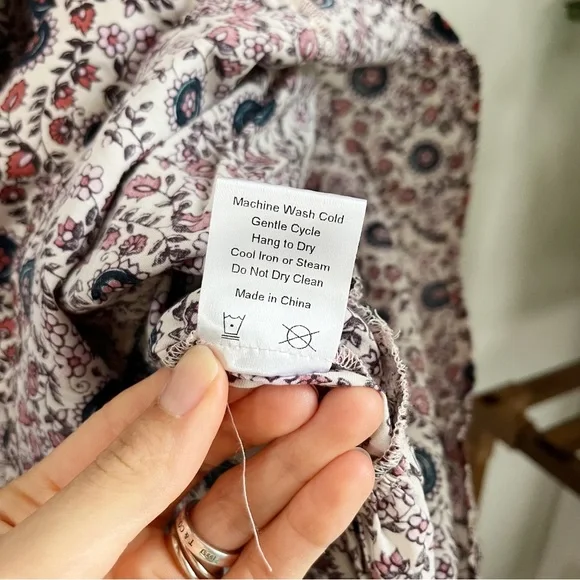 Machine Wash Cold
Gentle Cycle
Hang to Dry
Cool Iron or Steam
Do Not Dry Clean
Made in China